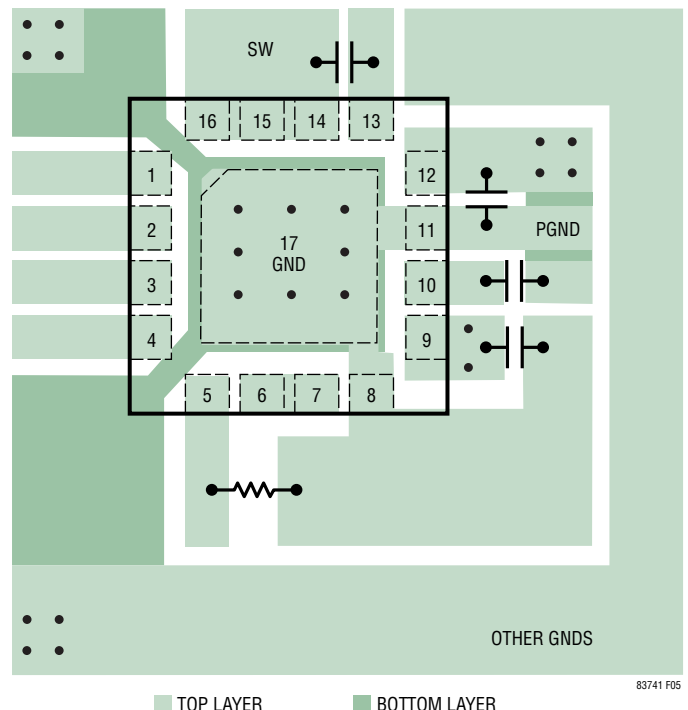 SW
16 15 14 13
1
12
2
11
PGND
17
GND
3
10
4
9
5 6 7 8
OTHER GNDS
83741 F05
TOP LAYER BOTTOM LAYER